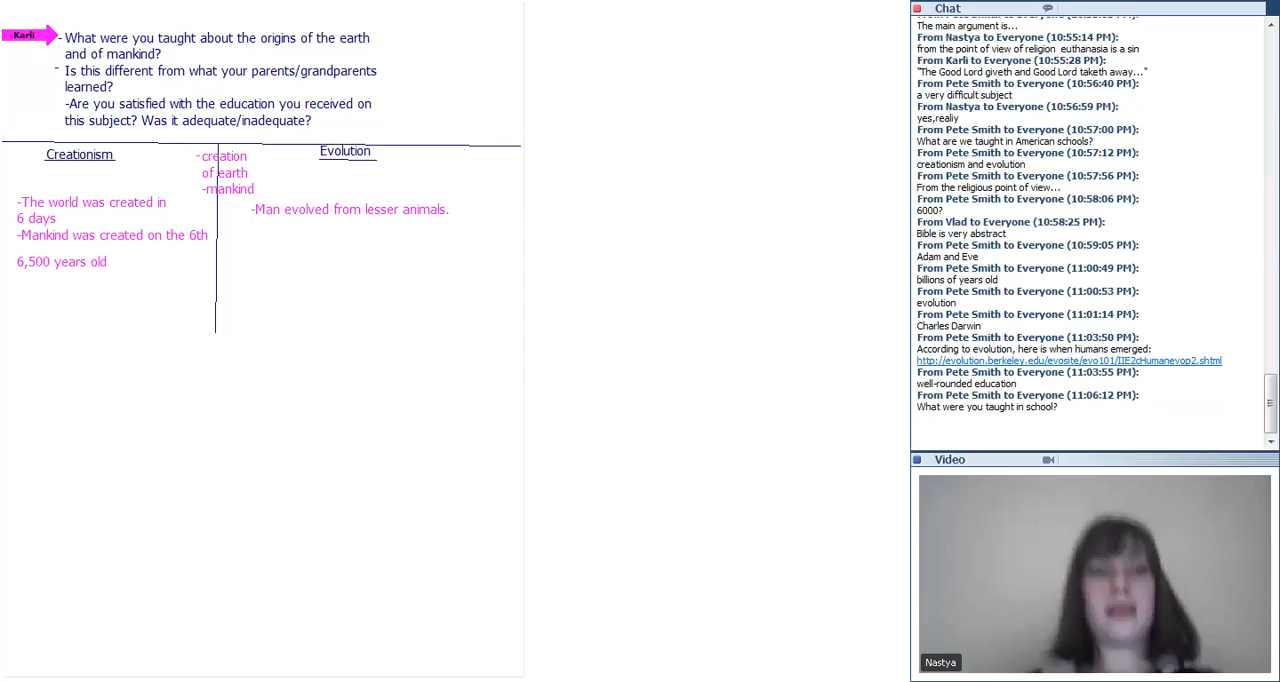 Karli
- What were you taught about the origins of the earth
and of mankind?
- Is this different from what your parents/grandparents
learned?
-Are you satisfied with the education you received on
this subject? Was it adequate/inadequate?
Creationism
-creation
of earth
-mankind
Evolution
-The world was created in
6 days
-Mankind was created on the 6th
6,500 years old
-Man evolved from lesser animals.
Chat
The main argument is...
From Nastya to Everyone (10:55:14 PM):
from the point of view of religion euthanasia is a sin
From Karli to Everyone (10:55:28 PM):
"The Good Lord giveth and Good Lord taketh away..."
From Pete Smith to Everyone (10:56:40 PM):
a very difficult subject
From Nastya to Everyone (10:56:59 PM):
yes,realiy
From Pete Smith to Everyone (10:57:00 PM):
What are we taught in American schools?
From Pete Smith to Everyone (10:57:12 PM):
creationism and evolution
From Pete Smith to Everyone (10:57:56 PM):
From the religious point of view...
From Pete Smith to Everyone (10:58:06 PM):
6000?
From Vlad to Everyone (10:58:25 PM):
Bible is very abstract
From Pete Smith to Everyone (10:59:05 PM):
Adam and Eve
From Pete Smith to Everyone (11:00:49 PM):
billions of years old
From Pete Smith to Everyone (11:00:53 PM):
evolution
From Pete Smith to Everyone (11:01:14 PM):
Charles Darwin
From Pete Smith to Everyone (11:03:50 PM):
According to evolution, here is when humans emerged:
http://evolution.berkeley.edu/evosite/evo101/IIE2cHumanevop2.shtml
From Pete Smith to Everyone (11:03:55 PM):
well-rounded education
From Pete Smith to Everyone (11:06:12 PM):
What were you taught in school?
Video
Nastya